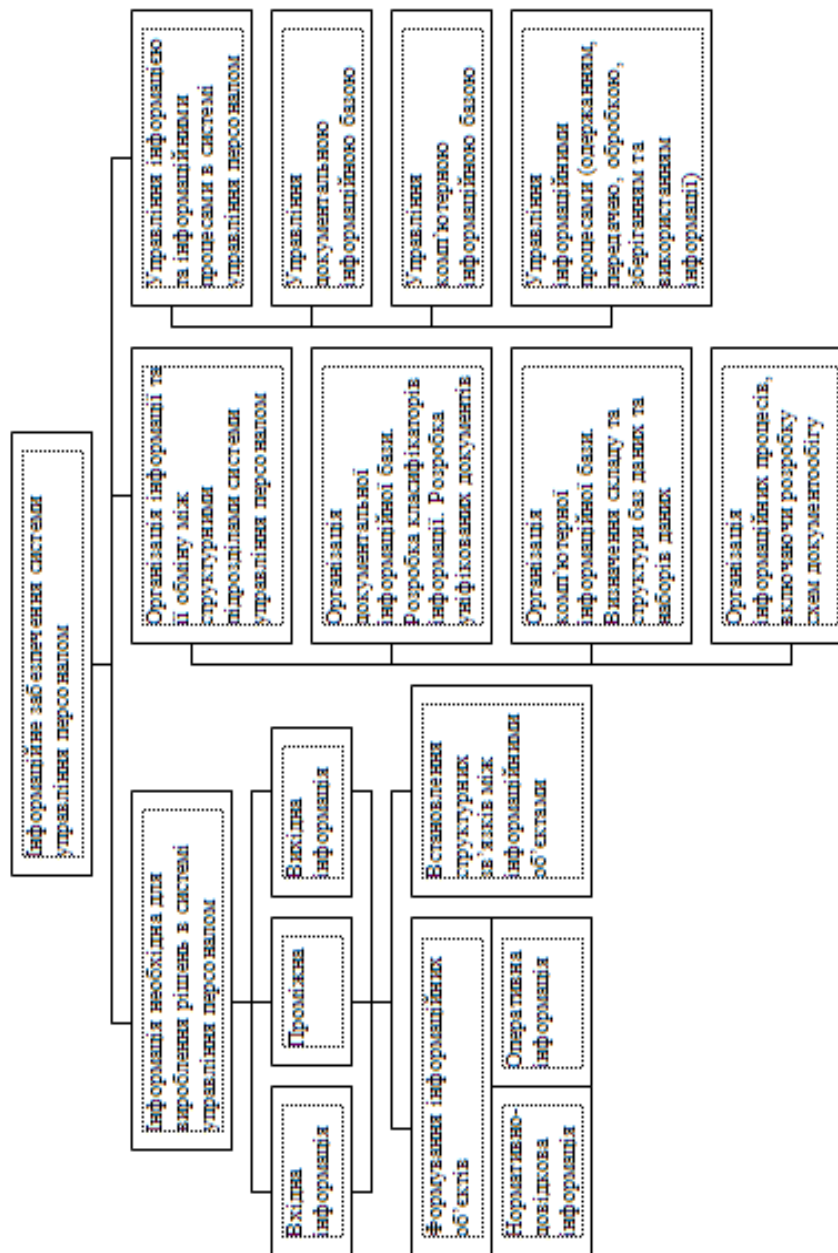 Інформаційне забезпечення системи
управління персоналом
Інформація необхідна для
вироблення рішень в системі
управління персоналом
Вхідна
інформація
Проміжна
Вихідна
інформація
Формування інформаційних
об’єктів
Нормативно-
довідкова
інформація
Оперативна
інформація
Встановлення
структурних
зв’язків між
інформаційними
об’єктами
Організація інформації та
її обміну між
структурними
підрозділами системи
управління персоналом
Організація
документальної
інформаційної бази.
Розробка класифікаторів
інформації. Розробка
уніфікованих документів
Організація
комп’ютерної
інформаційної бази.
Визначення складу та
структури баз даних та
наборів даних
Організація
інформаційних процесів,
включаючи розробку
схем документообігу
Управління інформацією
та інформаційними
процесами в системі
управління персоналом
Управління
документальною
інформаційною базою
Управління
комп’ютерною
інформаційною базою
Управління
інформаційними
процесами (одержанням,
передачею, обробкою,
зберіганням та
використанням
інформації)